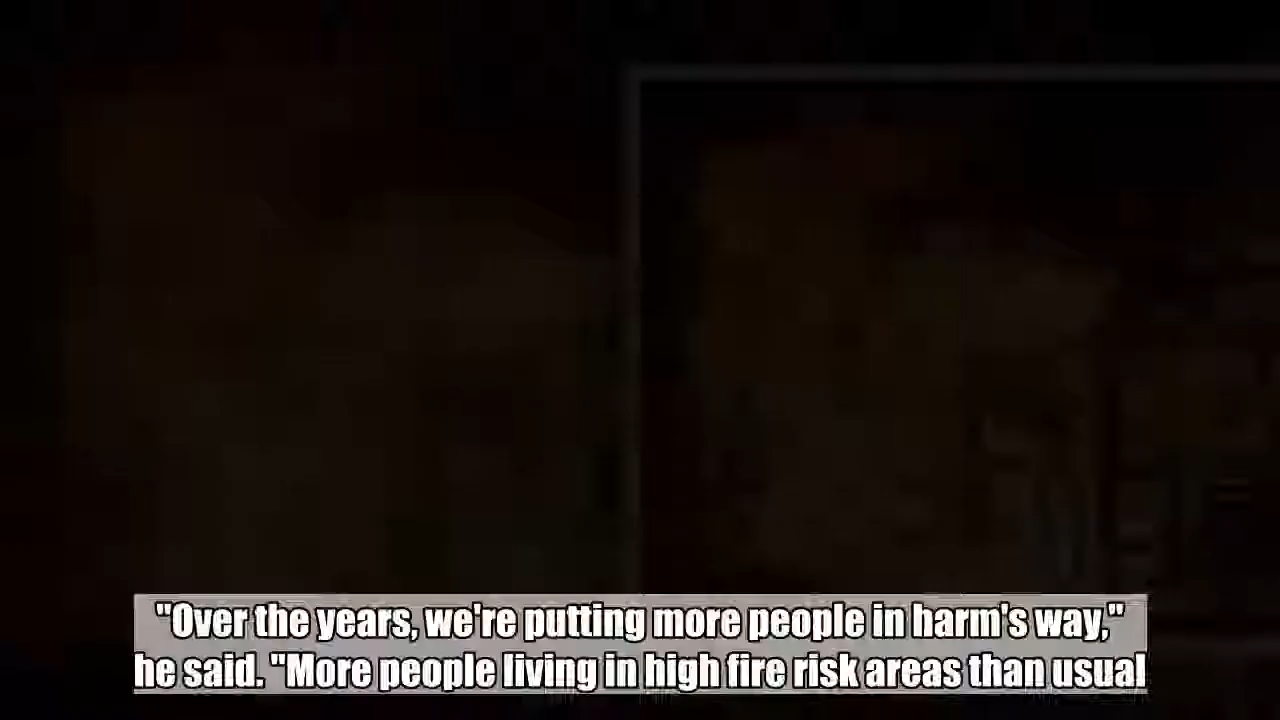 "Over the years, we're putting more people in harm's way,"
he said. "More people living in high fire risk areas than usual